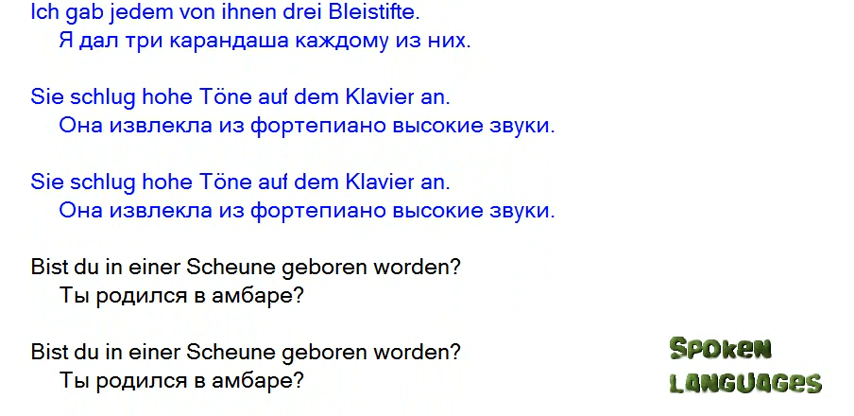 Ich gab jedem von ihnen drei Bleistifte.
Я дал три карандаша каждому из них.
Sie schlug hohe Töne auf dem Klavier an.
Она извлекла из фортепиано высокие звуки.
Sie schlug hohe Töne auf dem Klavier an.
Она извлекла из фортепиано высокие звуки.
Bist du in einer Scheune geboren worden?
Ты родился в амбаре?
Bist du in einer Scheune geboren worden?
Ты родился в амбаре?
Spoken
Languages